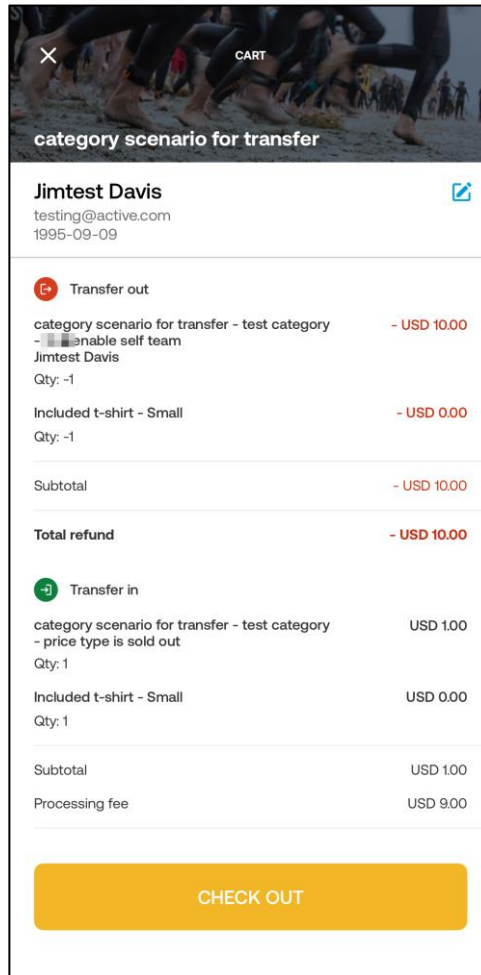 CART
category scenario for transfer
Jimtest Davis
testing@active.com
1995-09-09
Transfer out
category scenario for transfer - test category - USD 10.00
- enable self team
Jimtest Davis
Qty: -1
Included t-shirt - Small - USD 0.00
Qty: -1
Subtotal - USD 10.00
Total refund - USD 10.00
Transfer in
category scenario for transfer - test category USD 1.00
- price type is sold out
Qty: 1
Included t-shirt - Small USD 0.00
Qty: 1
Subtotal USD 1.00
Processing fee USD 9.00
CHECK OUT